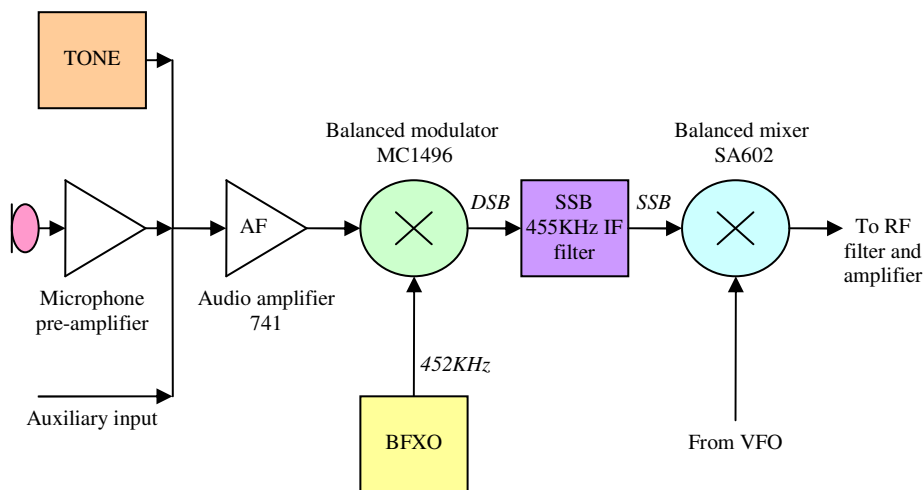 TONE
Balanced modulator
MC1496
Balanced mixer
SA602
DSB
SSB
455KHz IF
filter
SSB
AF
To RF
filter and
amplifier
Microphone
pre-amplifier
Audio amplifier
741
452KHz
Auxiliary input
BFXO
From VFO